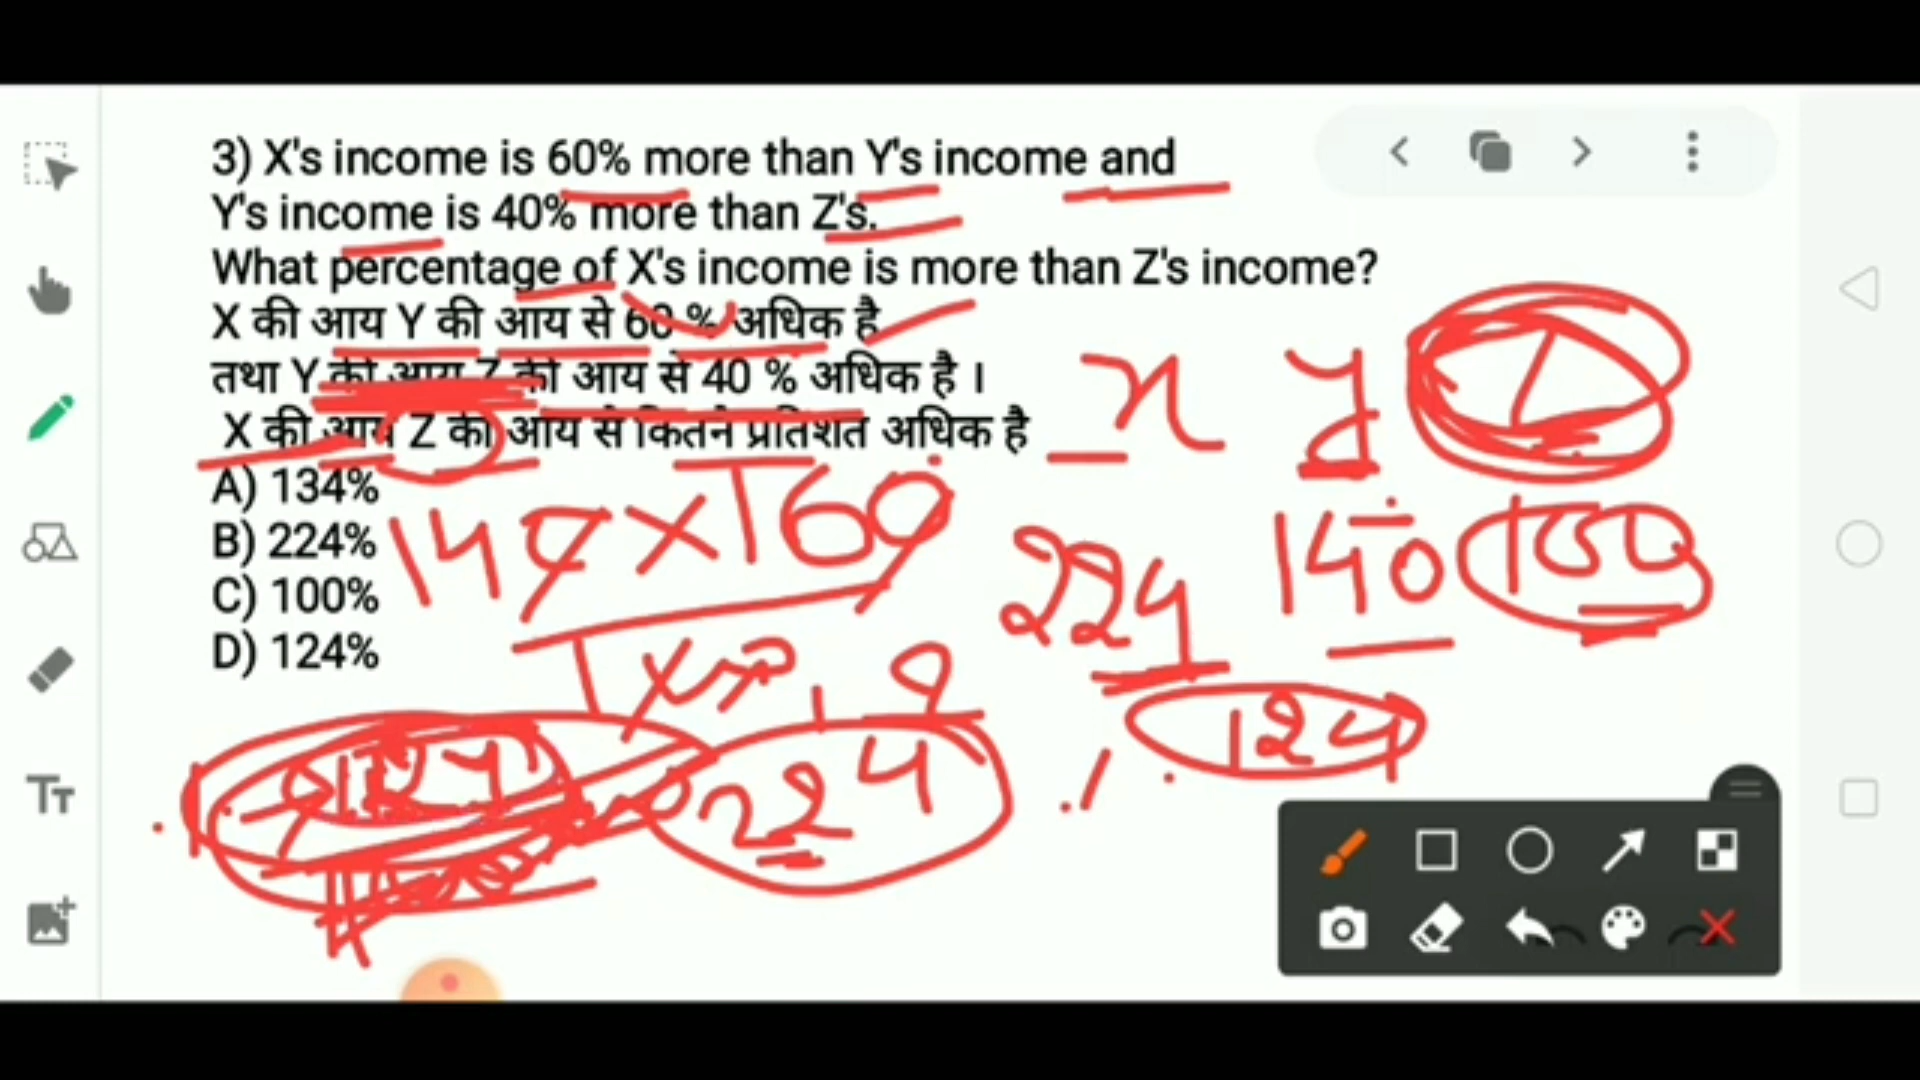 3) X's income is 60% more than Y's income and
Y's income is 40% more than Z's.
What percentage of X's income is more than Z's income?
X की आय Y की आय से 60 % अधिक है
तथा Y की आय Z की आय से 40 % अधिक है ।
X की आय Z की आय से कितने प्रतिशत अधिक है
x y Z
A) 134%
B) 224%
C) 100%
D) 124%
140 × 160
224 140 100
124
224
Tт